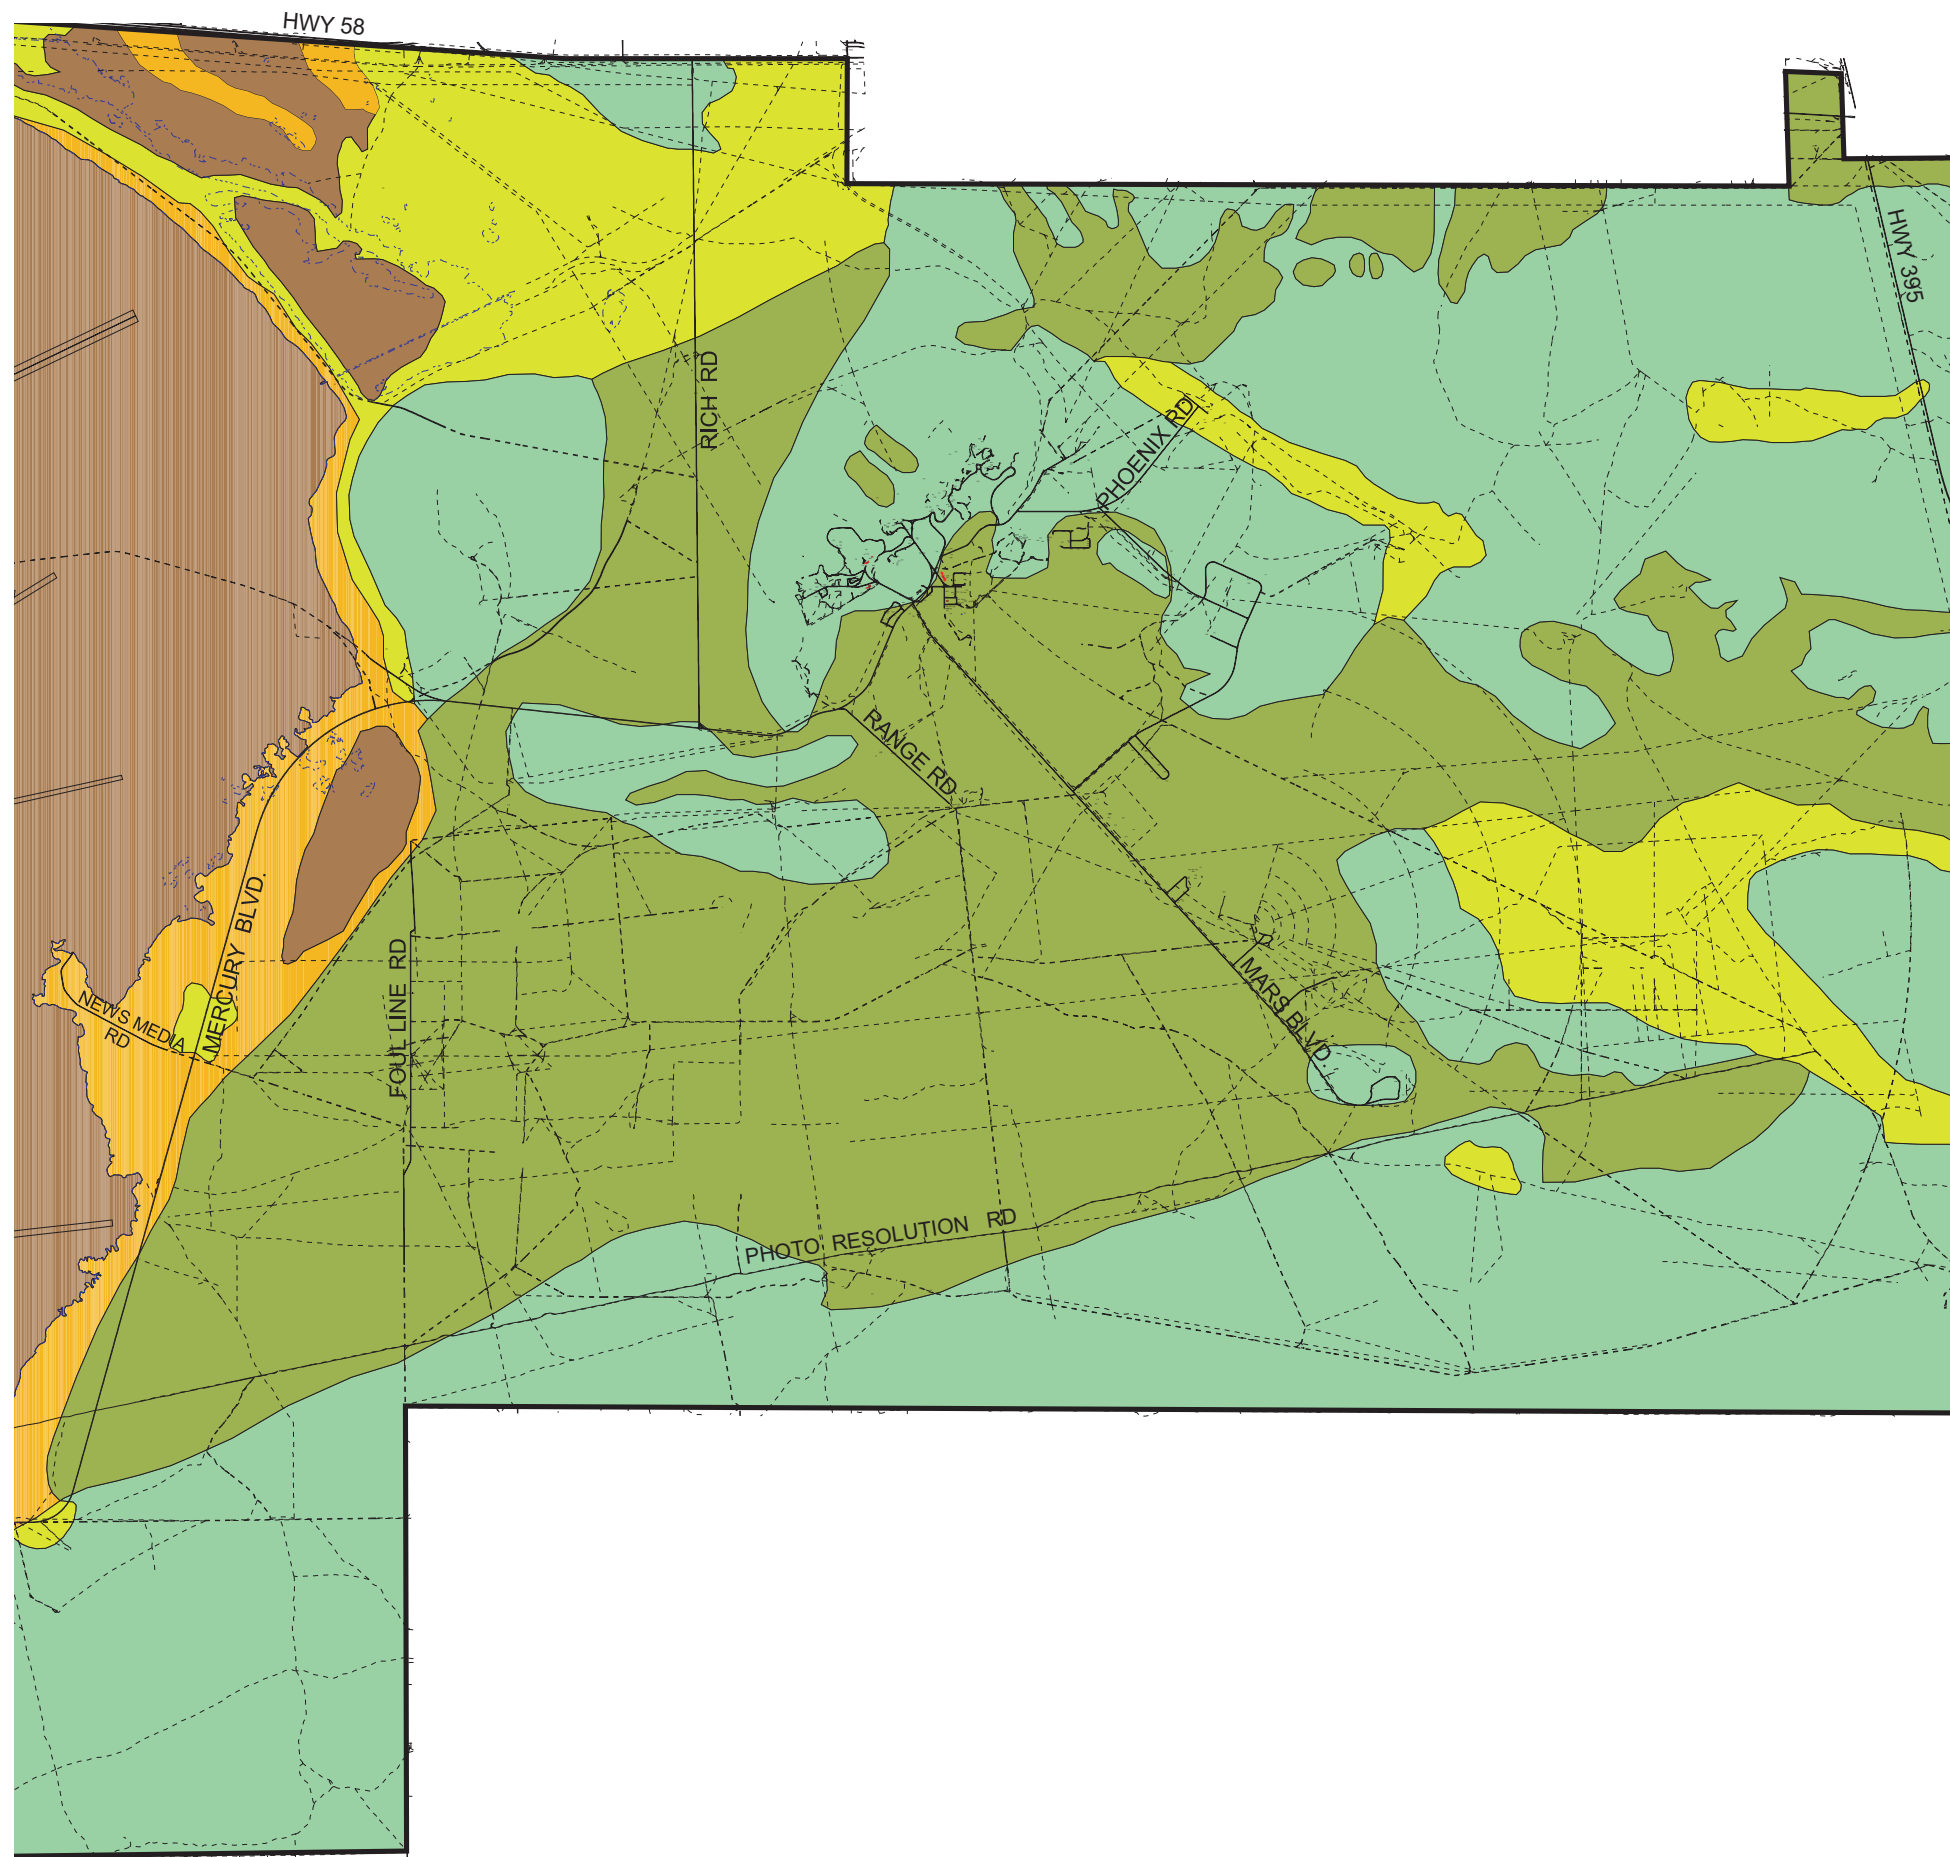 HWY 58
HWY 395
RICH RD
PHOENIX RD
RANGE RD
MERCURY BLVD.
FOUL LINE RD
MARS BLVD.
NEWS MEDIA
RD
PHOTO RESOLUTION RD